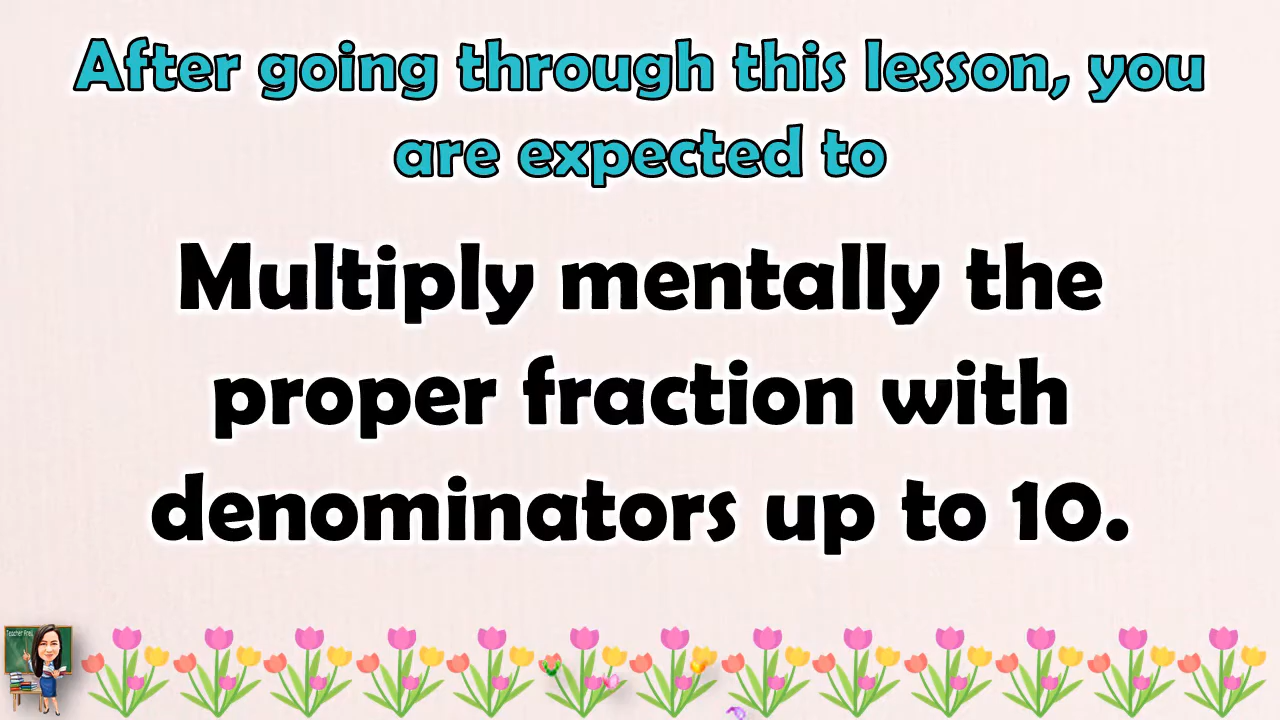 After going through this lesson, you
are expected to
Multiply mentally the
proper fraction with
denominators up to 10.